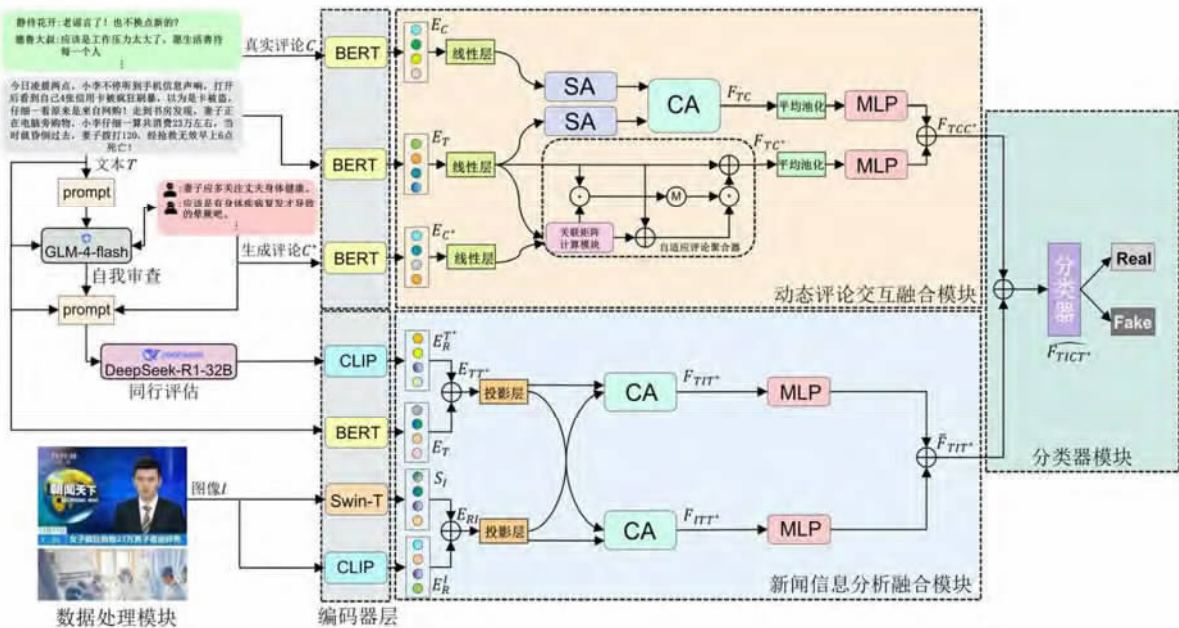 静待花开:老谣言了!也不换点新的?
德鲁大叔:应该是工作压力太大了,愿生活善待
每一个人
⋮
真实评论C
今日凌晨两点,小李不停听到手机信息声响,打开
后看到自己4张信用卡被疯狂刷暴,以为是卡被盗,
仔细一看原来是来自网购!走到书房发现,妻子正
在电脑旁购物,小李仔细一算共消费23万左右,当
时就昏倒过去,妻子拨打120,经抢救无效早上6点
死亡!
文本T
prompt
:妻子应多关注丈夫身体健康。
:应该是有身体疾病复发才导致
的晕厥吧。
⋮
GLM-4-flash
生成评论C*
自我审查
prompt
deepseek
DeepSeek-R1-32B
同行评估
朝闻天下
图像I
数据处理模块
BERT
BERT
BERT
CLIP
BERT
Swin-T
CLIP
编码器层
E_C
线性层
SA
SA
CA
F_TC
平均池化
MLP
E_T
线性层
F_TC*
平均池化
MLP
F_TCC*
M
关联矩阵
计算模块
自适应评论聚合器
E_C*
线性层
动态评论交互融合模块
E_R^T*
E_TT*
投影层
CA
F_TIT*
MLP
E_T
S_I
E_RI
投影层
CA
F_ITT*
MLP
E_R^I
F̄_TIT*
新闻信息分析融合模块
分类器
Real
Fake
F_TICT*
分类器模块